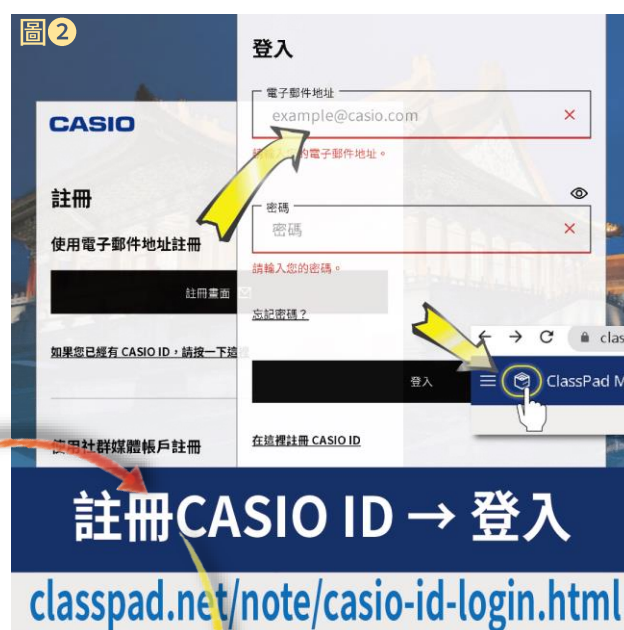 圖2
登入
電子郵件地址
example@casio.com
您的電子郵件地址。
密碼
密碼
請輸入您的密碼。
忘記密碼？
登入
在這裡註冊 CASIO ID
CASIO
註冊
使用電子郵件地址註冊
註冊畫面
如果您已經有 CASIO ID，請按一下這
使用社群媒體帳戶註冊
clas
ClassPad M
註冊CASIO ID → 登入
classpad.net/note/casio-id-login.html